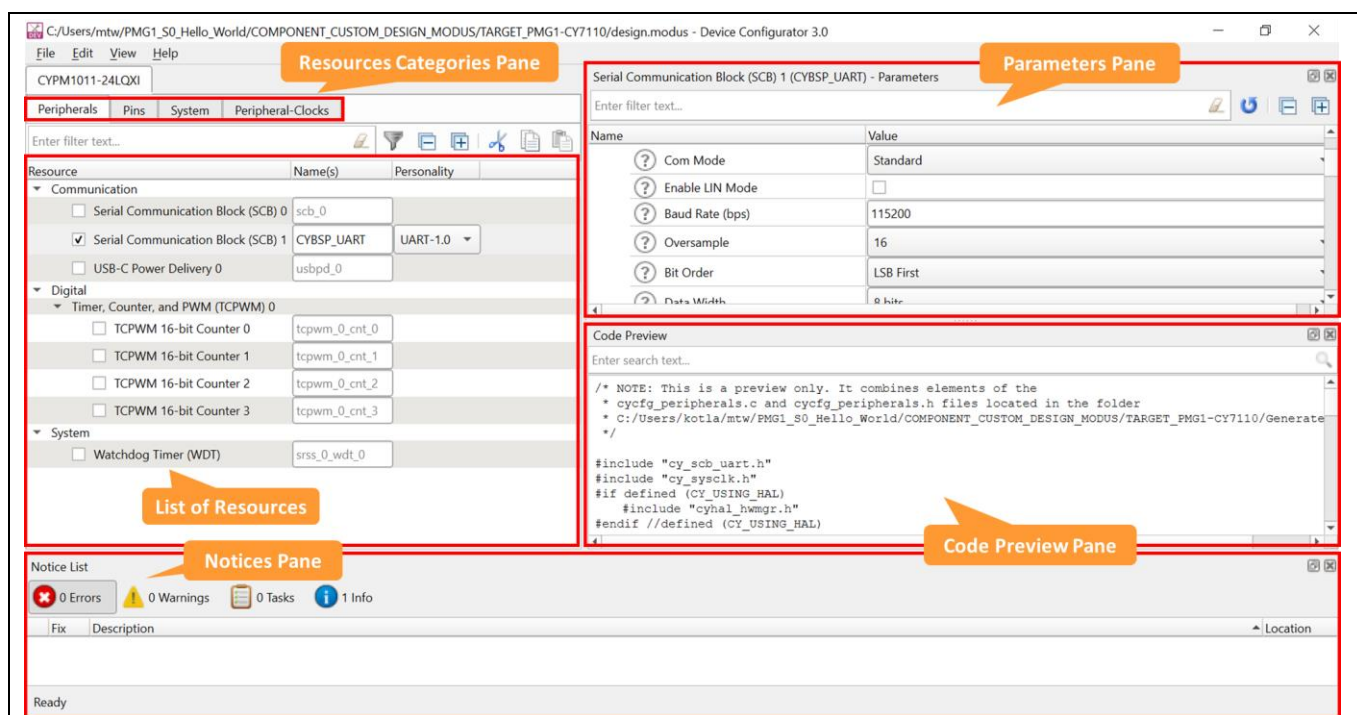 C:/Users/mtw/PMG1_S0_Hello_World/COMPONENT_CUSTOM_DESIGN_MODUS/TARGET_PMG1-CY7110/design.modus - Device Configurator 3.0
File Edit View Help
Resources Categories Pane
CYPM1011-24LQXI
Peripherals Pins System Peripheral-Clocks
Enter filter text...
Resource Name(s) Personality
Communication
Serial Communication Block (SCB) 0 scb_0
Serial Communication Block (SCB) 1 CYBSP_UART UART-1.0
USB-C Power Delivery 0 usbpd_0
Digital
Timer, Counter, and PWM (TCPWM) 0
TCPWM 16-bit Counter 0 tcpwm_0_cnt_0
TCPWM 16-bit Counter 1 tcpwm_0_cnt_1
TCPWM 16-bit Counter 2 tcpwm_0_cnt_2
TCPWM 16-bit Counter 3 tcpwm_0_cnt_3
System
Watchdog Timer (WDT) srss_0_wdt_0
List of Resources
Serial Communication Block (SCB) 1 (CYBSP_UART) - Parameters
Parameters Pane
Enter filter text...
Name Value
? Com Mode Standard
? Enable LIN Mode
? Baud Rate (bps) 115200
? Oversample 16
? Bit Order LSB First
? Data Width 8 bits
Code Preview
Enter search text...
/* NOTE: This is a preview only. It combines elements of the
* cycfg_peripherals.c and cycfg_peripherals.h files located in the folder
* C:/Users/kotla/mtw/PMG1_S0_Hello_World/COMPONENT_CUSTOM_DESIGN_MODUS/TARGET_PMG1-CY7110/Generate
*/
#include "cy_scb_uart.h"
#include "cy_sysclk.h"
#if defined (CY_USING_HAL)
#include "cyhal_hwmgr.h"
#endif //defined (CY_USING_HAL)
Code Preview Pane
Notice List
Notices Pane
0 Errors 0 Warnings 0 Tasks 1 Info
Fix Description Location
Ready